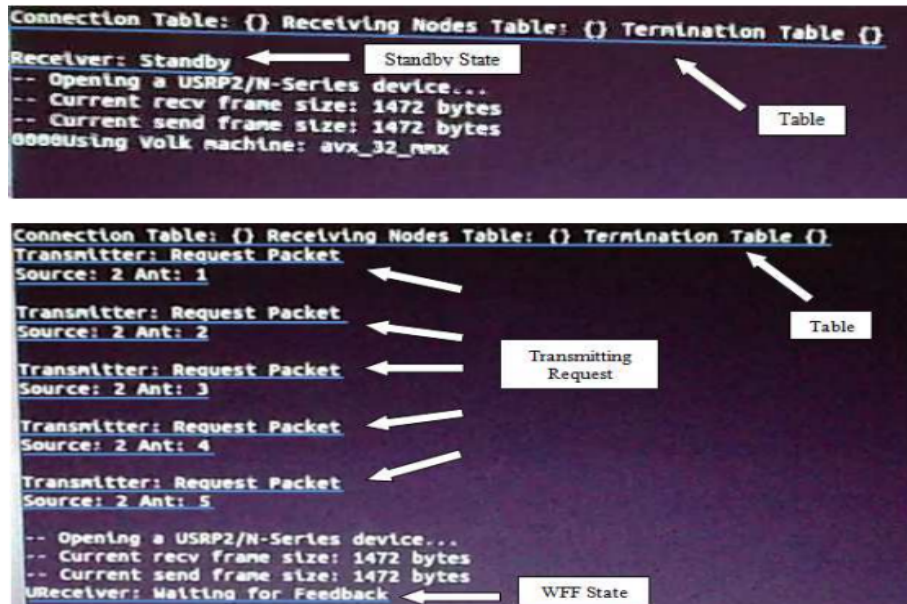 Connection Table: {} Receiving Nodes Table: {} Termination Table {}
Receiver: Standby
Standby State
-- Opening a USRP2/N-Series device...
-- Current recv frame size: 1472 bytes
-- Current send frame size: 1472 bytes
Table
0000Using Volk machine: avx_32_mmx
Connection Table: {} Receiving Nodes Table: {} Termination Table {}
Transmitter: Request Packet
Source: 2 Ant: 1
Transmitter: Request Packet
Source: 2 Ant: 2
Table
Transmitting
Request
Transmitter: Request Packet
Source: 2 Ant: 3
Transmitter: Request Packet
Source: 2 Ant: 4
Transmitter: Request Packet
Source: 2 Ant: 5
-- Opening a USRP2/N-Series device...
-- Current recv frame size: 1472 bytes
-- Current send frame size: 1472 bytes
UReceiver: Waiting for Feedback
WFF State